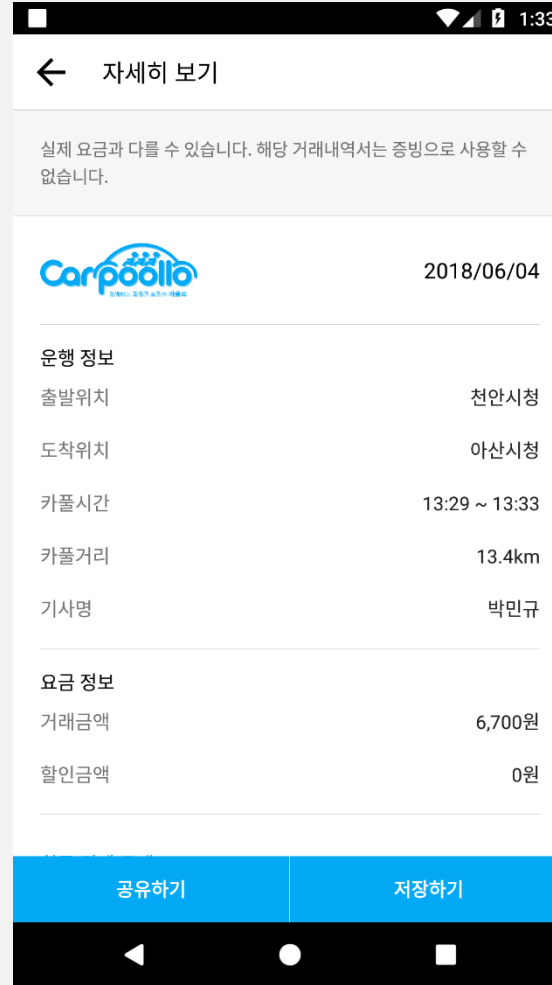 1:33
자세히 보기
실제 요금과 다를 수 있습니다. 해당 거래내역서는 증빙으로 사용할 수
없습니다.
Carpoollo
2018/06/04
운행 정보
출발위치 천안시청
도착위치 아산시청
카풀시간 13:29 ~ 13:33
카풀거리 13.4km
기사명 박민규
요금 정보
거래금액 6,700원
할인금액 0원
공유하기 저장하기